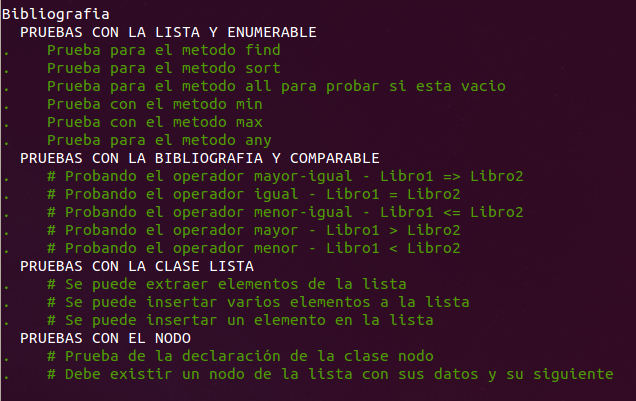 Bibliografia
PRUEBAS CON LA LISTA Y ENUMERABLE
.    Prueba para el metodo find
.    Prueba para el metodo sort
.    Prueba para el metodo all para probar si esta vacio
.    Prueba con el metodo min
.    Prueba con el metodo max
.    Prueba para el metodo any
PRUEBAS CON LA BIBLIOGRAFIA Y COMPARABLE
.    # Probando el operador mayor-igual - Libro1 => Libro2
.    # Probando el operador igual - Libro1 = Libro2
.    # Probando el operador menor-igual - Libro1 <= Libro2
.    # Probando el operador mayor - Libro1 > Libro2
.    # Probando el operador menor - Libro1 < Libro2
PRUEBAS CON LA CLASE LISTA
.    # Se puede extraer elementos de la lista
.    # Se puede insertar varios elementos a la lista
.    # Se puede insertar un elemento en la lista
PRUEBAS CON EL NODO
.    # Prueba de la declaración de la clase nodo
.    # Debe existir un nodo de la lista con sus datos y su siguiente